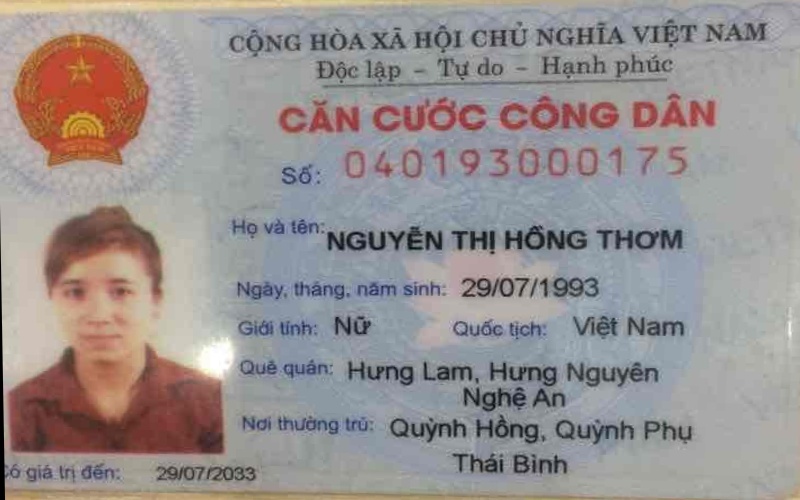 CỘNG HÒA XÃ HỘI CHỦ NGHĨA VIỆT NAM
Độc lập - Tự do - Hạnh phúc
CĂN CƯỚC CÔNG DÂN
Số: 040193000175
Họ và tên: NGUYỄN THỊ HỒNG THƠM
Ngày, tháng, năm sinh: 29/07/1993
Giới tính: Nữ Quốc tịch: Việt Nam
Quê quán: Hưng Lam, Hưng Nguyên
Nghệ An
Nơi thường trú: Quỳnh Hồng, Quỳnh Phụ
Thái Bình
Có giá trị đến: 29/07/2033